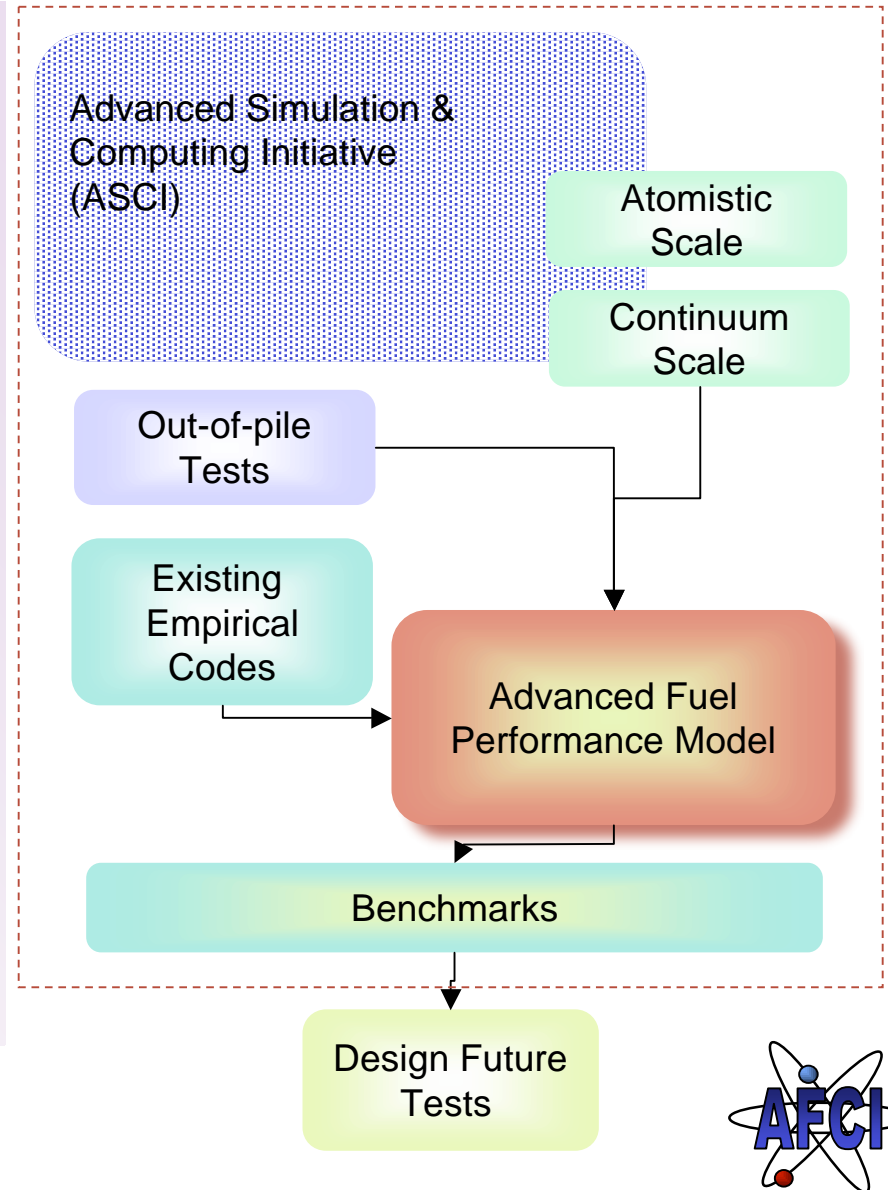 Advanced Simulation &
Computing Initiative
(ASCI)
Atomistic
Scale
Continuum
Scale
Out-of-pile
Tests
Existing
Empirical
Codes
Advanced Fuel
Performance Model
Benchmarks
Design Future
Tests
AFCI